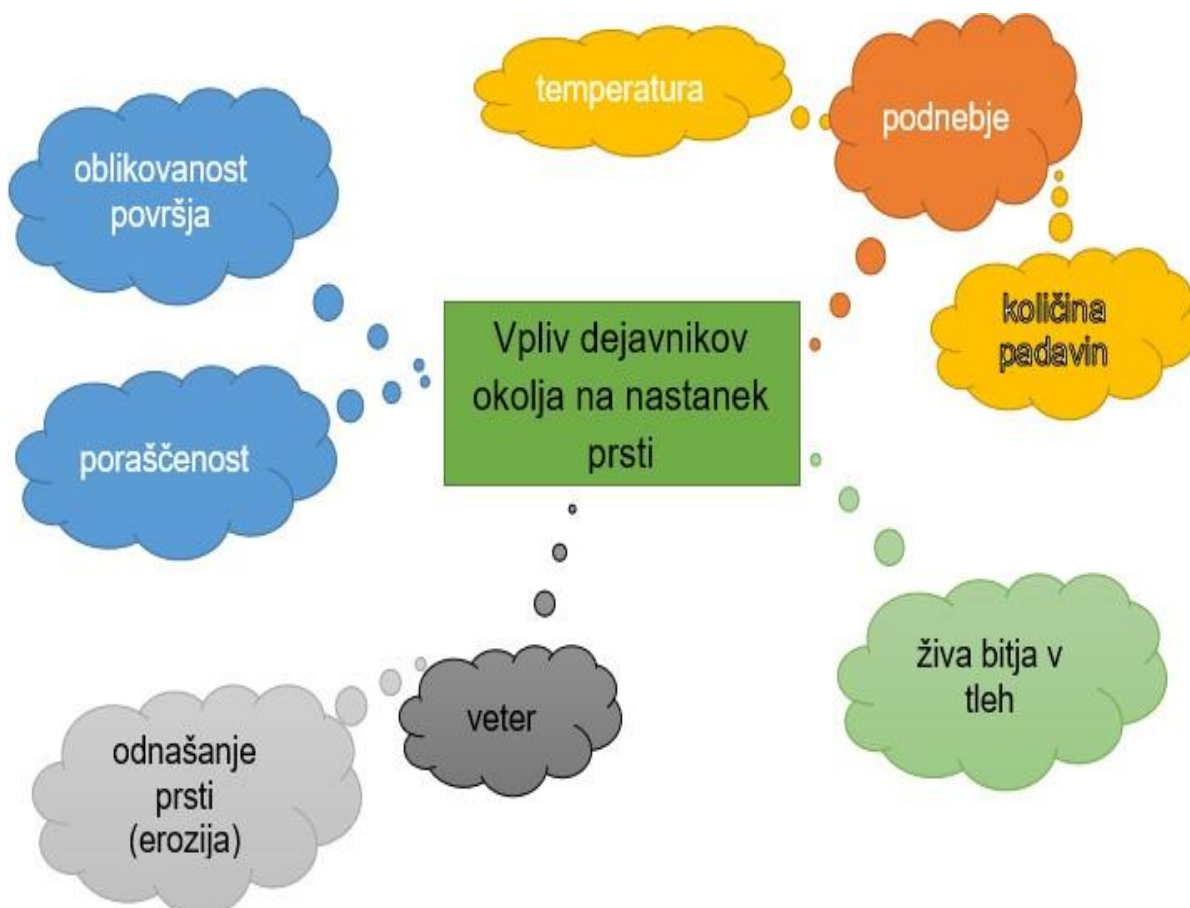 temperatura
podnebje
oblikovanost
površja
količina
padavin
Vpliv dejavnikov
okolja na nastanek
prsti
poraščenost
živa bitja v
tleh
veter
odnašanje
prsti
(erozija)